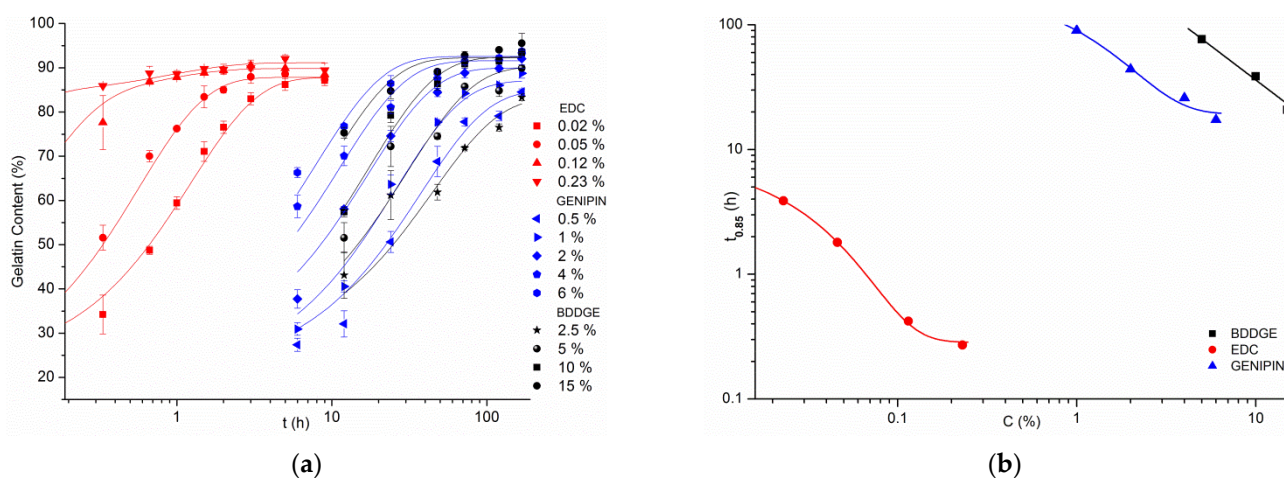 100
90
80
70
60
50
40
30
20
Gelatin Content (%)
1
10
100
t (h)
EDC
0.02 %
0.05 %
0.12 %
0.23 %
GENIPIN
0.5 %
1 %
2 %
4 %
6 %
BDDGE
2.5 %
5 %
10 %
15 %
(a)
100
10
1
0.1
t0.85 (h)
0.1
1
10
C (%)
BDDGE
EDC
GENIPIN
(b)